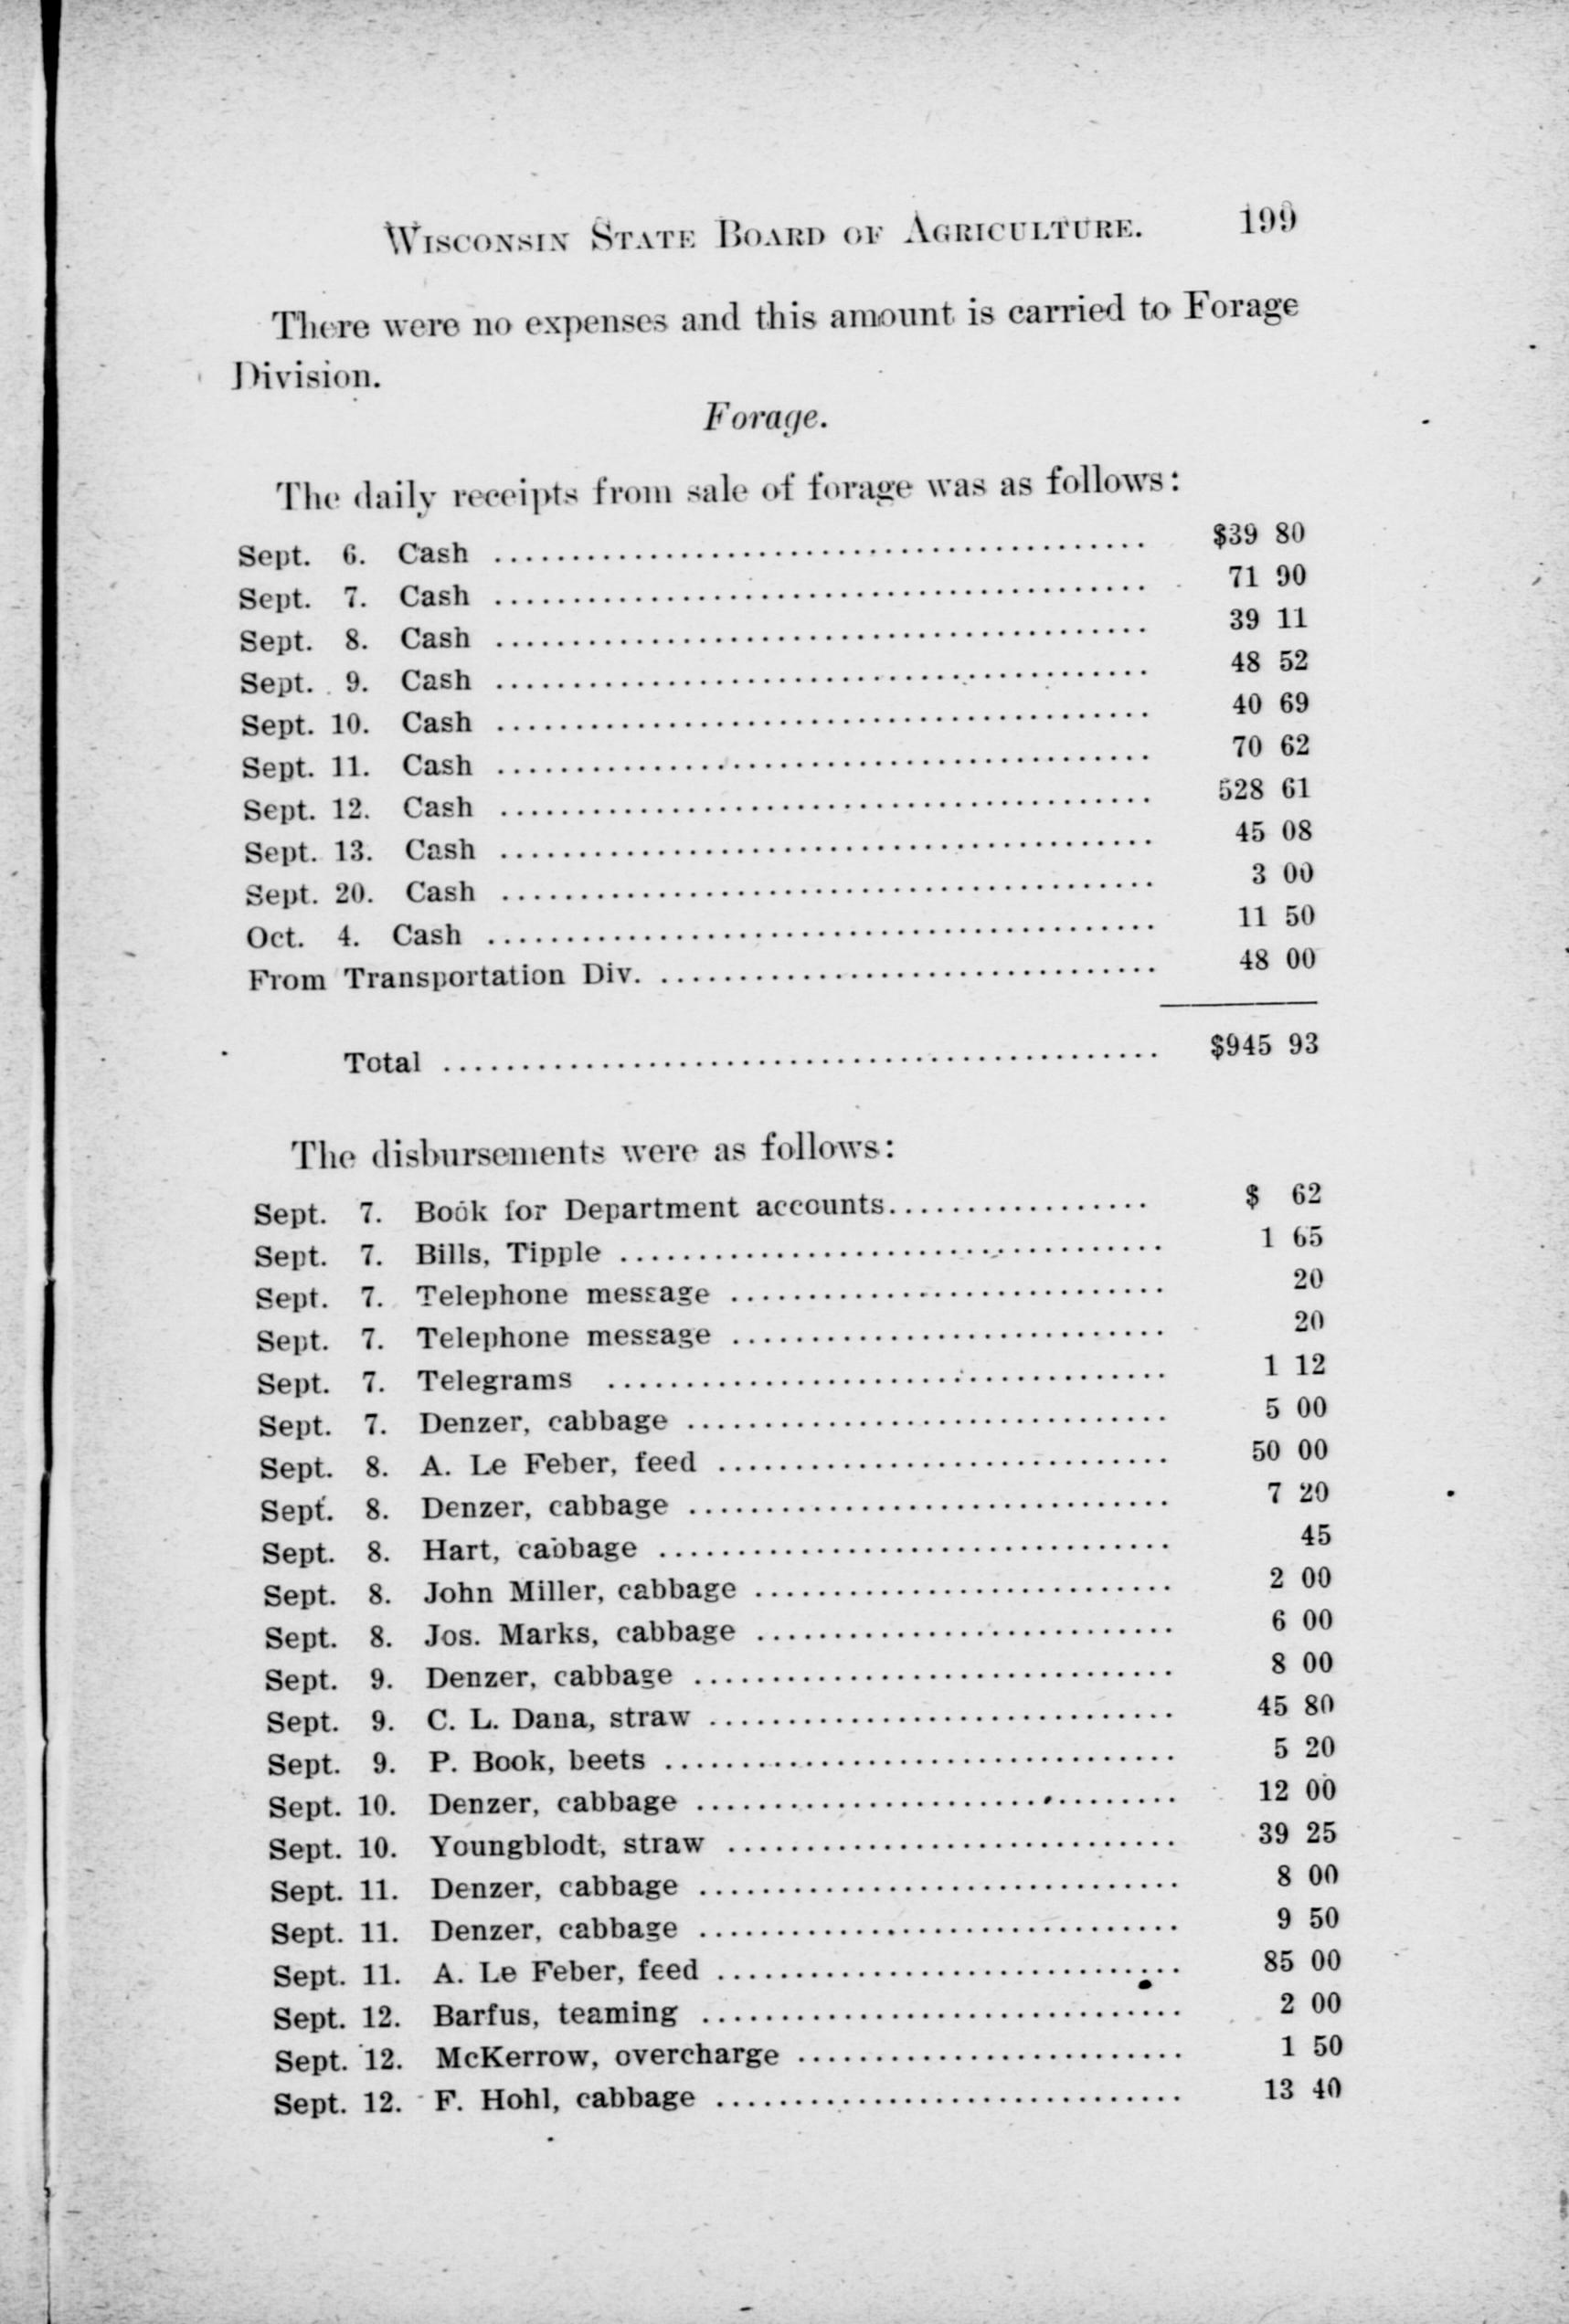 WISCONSIN STATE BOARD OF AGRICULTURE. 199
There were no expenses and this amount is carried to Forage
Division.
Forage.
The daily receipts from sale of forage was as follows:
Sept. 6. Cash ........................................ $39 80
Sept. 7. Cash ........................................ 71 90
Sept. 8. Cash ........................................ 39 11
Sept. 9. Cash ........................................ 48 52
Sept. 10. Cash ........................................ 40 69
Sept. 11. Cash ........................................ 70 62
Sept. 12. Cash ........................................ 528 61
Sept. 13. Cash ........................................ 45 08
Sept. 20. Cash ........................................ 3 00
Oct. 4. Cash ........................................ 11 50
From Transportation Div. ................................ 48 00
Total ............................................ $945 93
The disbursements were as follows:
Sept. 7. Book for Department accounts................. $ 62
Sept. 7. Bills, Tipple ................................... 1 65
Sept. 7. Telephone message ............................ 20
Sept. 7. Telephone message ............................ 20
Sept. 7. Telegrams .................................... 1 12
Sept. 7. Denzer, cabbage ............................... 5 00
Sept. 8. A. Le Feber, feed ............................. 50 00
Sept. 8. Denzer, cabbage ............................... 7 20
Sept. 8. Hart, cabbage ................................. 45
Sept. 8. John Miller, cabbage ........................... 2 00
Sept. 8. Jos. Marks, cabbage ........................... 6 00
Sept. 9. Denzer, cabbage ............................... 8 00
Sept. 9. C. L. Dana, straw .............................. 45 80
Sept. 9. P. Book, beets ................................. 5 20
Sept. 10. Denzer, cabbage ............................... 12 00
Sept. 10. Youngblodt, straw ............................. 39 25
Sept. 11. Denzer, cabbage ............................... 8 00
Sept. 11. Denzer, cabbage ............................... 9 50
Sept. 11. A. Le Feber, feed .............................. 85 00
Sept. 12. Barfus, teaming ............................... 2 00
Sept. 12. McKerrow, overcharge ......................... 1 50
Sept. 12. F. Hohl, cabbage .............................. 13 40